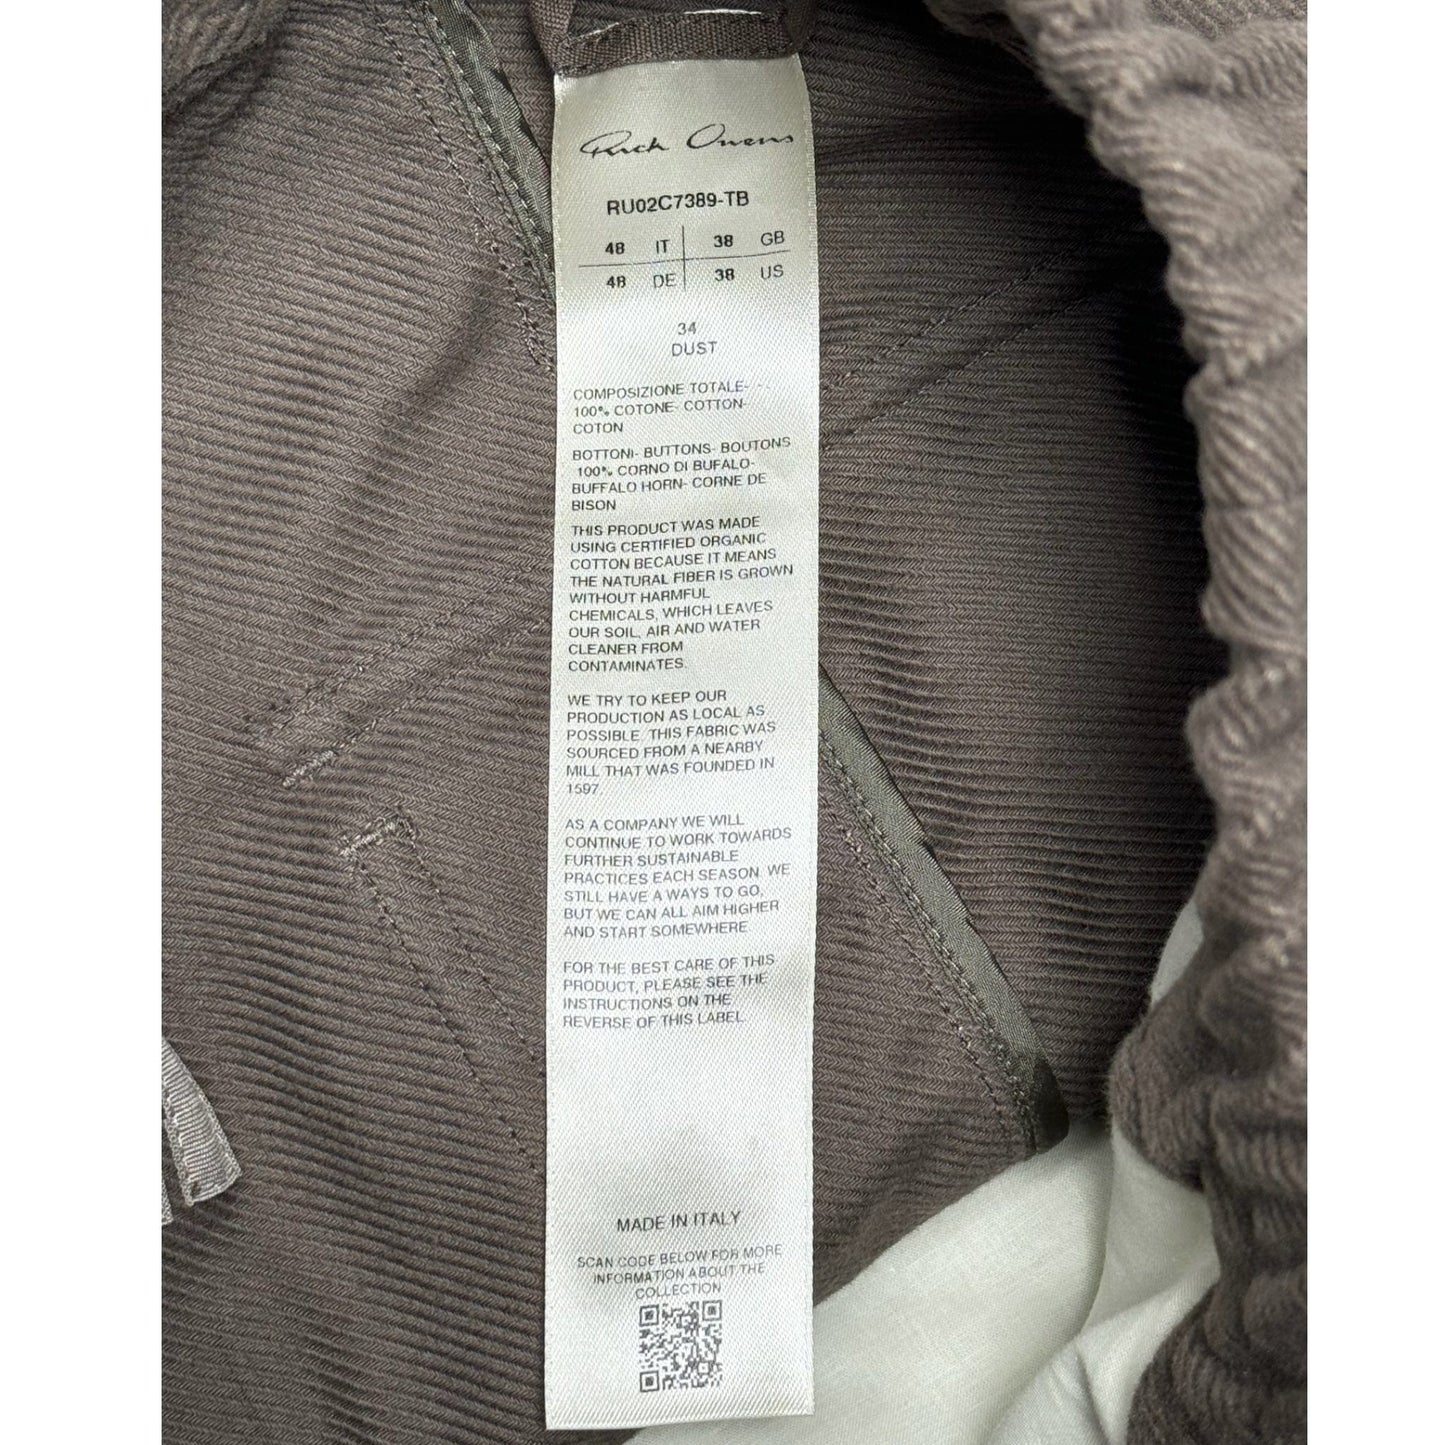 Rick Owens
RU02C7389-TB
48 IT 38 GB
48 DE 38 US
34
DUST
COMPOSIZIONE TOTALE-
100% COTONE- COTTON-
COTON
BOTTONI- BUTTONS- BOUTONS
100% CORNO DI BUFALO-
BUFFALO HORN- CORNE DE
BISON
THIS PRODUCT WAS MADE
USING CERTIFIED ORGANIC
COTTON BECAUSE IT MEANS
THE NATURAL FIBER IS GROWN
WITHOUT HARMFUL
CHEMICALS, WHICH LEAVES
OUR SOIL, AIR AND WATER
CLEANER FROM
CONTAMINATES.
WE TRY TO KEEP OUR
PRODUCTION AS LOCAL AS
POSSIBLE. THIS FABRIC WAS
SOURCED FROM A NEARBY
MILL THAT WAS FOUNDED IN
1597.
AS A COMPANY WE WILL
CONTINUE TO WORK TOWARDS
FURTHER SUSTAINABLE
PRACTICES EACH SEASON. WE
STILL HAVE A WAYS TO GO,
BUT WE CAN ALL AIM HIGHER
AND START SOMEWHERE
FOR THE BEST CARE OF THIS
PRODUCT, PLEASE SEE THE
INSTRUCTIONS ON THE
REVERSE OF THIS LABEL.
MADE IN ITALY
SCAN CODE BELOW FOR MORE
INFORMATION ABOUT THE
COLLECTION